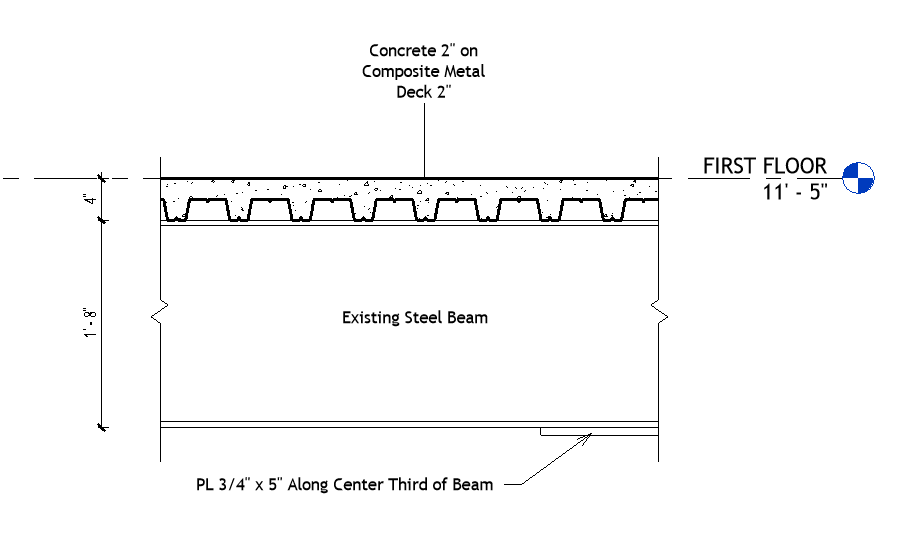 Concrete 2" on
Composite Metal
Deck 2"
FIRST FLOOR
11' - 5"
4"
1' - 8"
Existing Steel Beam
PL 3/4" x 5" Along Center Third of Beam